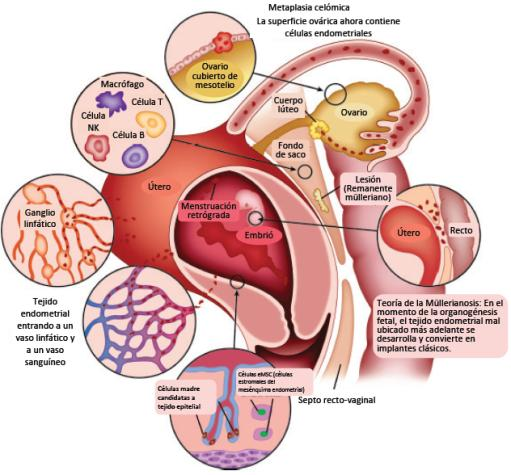 Metaplasia celómica
La superficie ovárica ahora contiene
células endometriales
Ovario
cubierto de
mesotelio
Macrófago
Célula T
Célula
NK
Célula B
Cuerpo
lúteo
Ovario
Fondo
de saco
Útero
Lesión
(Remanente
mülleriano)
Menstruación
retrógrada
Embrió
Ganglio
linfático
Útero
Recto
Tejido
endometrial
entrando a un
vaso linfático y
a un vaso
sanguíneo
Teoría de la Müllerianosis: En el
momento de la organogénesis
fetal, el tejido endometrial mal
ubicado más adelante se
desarrolla y convierte en
implantes clásicos.
Células eMSC (células
estromales del
mesénquima endometrial)
Células madre
candidatas a
tejido epitelial
Septo recto-vaginal